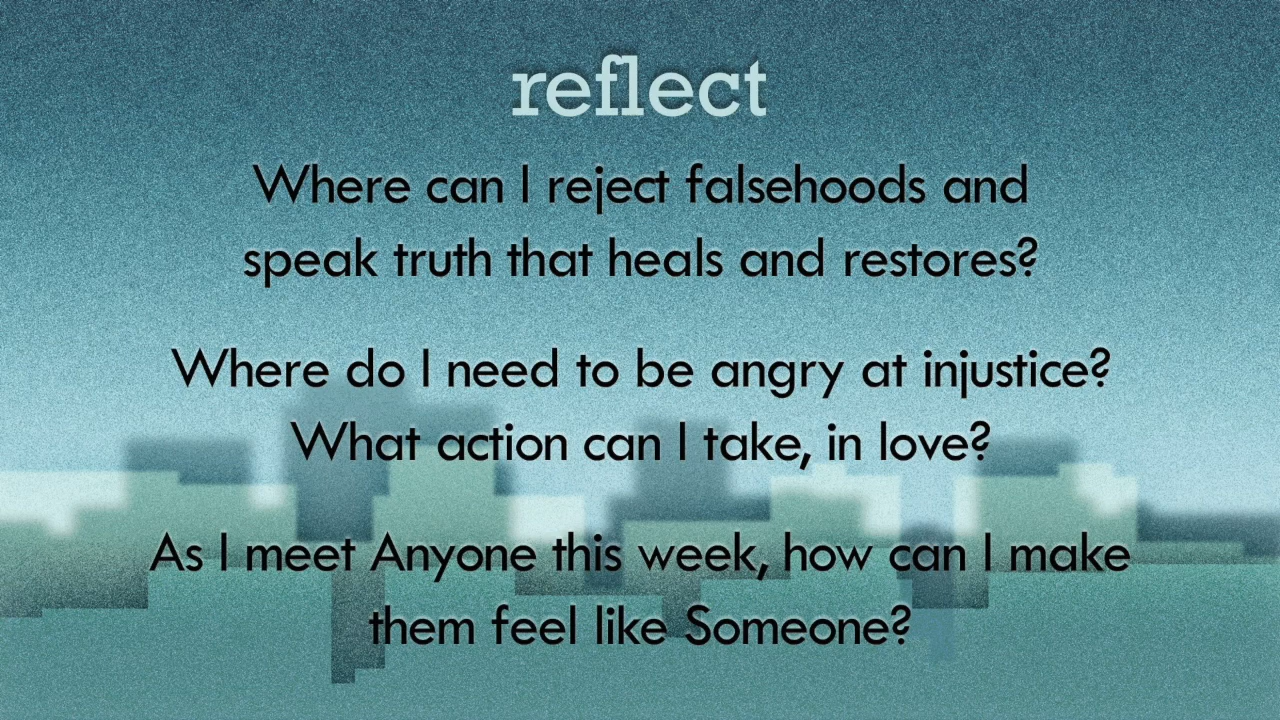 reflect
Where can I reject falsehoods and
speak truth that heals and restores?
Where do I need to be angry at injustice?
What action can I take, in love?
As I meet Anyone this week, how can I make
them feel like Someone?